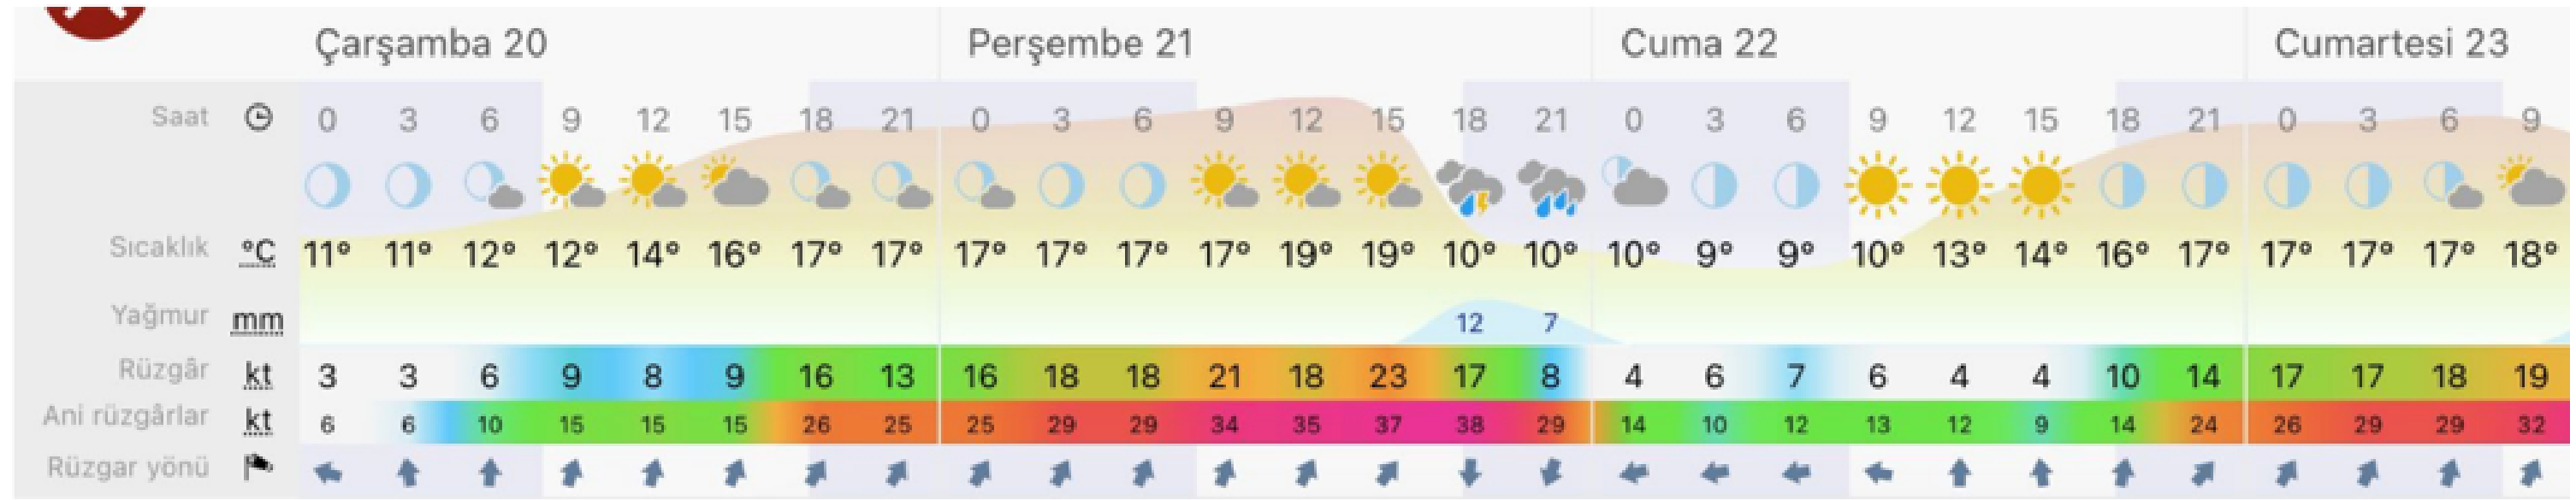 Çarşamba 20 Perşembe 21 Cuma 22 Cumartesi 23
Saat 0 3 6 9 12 15 18 21 0 3 6 9 12 15 18 21 0 3 6 9 12 15 18 21 0 3 6 9
Sıcaklık °C 11° 11° 12° 12° 14° 16° 17° 17° 17° 17° 17° 17° 19° 19° 10° 10° 10° 9° 9° 10° 13° 14° 16° 17° 17° 17° 17° 18°
Yağmur mm 12 7
Rüzgâr kt 3 3 6 9 8 9 16 13 16 18 18 21 18 23 17 8 4 6 7 6 4 4 10 14 17 17 18 19
Ani rüzgârlar kt 6 6 10 15 15 15 26 25 25 29 29 34 35 37 38 29 14 10 12 13 12 9 14 24 26 29 29 32
Rüzgar yönü